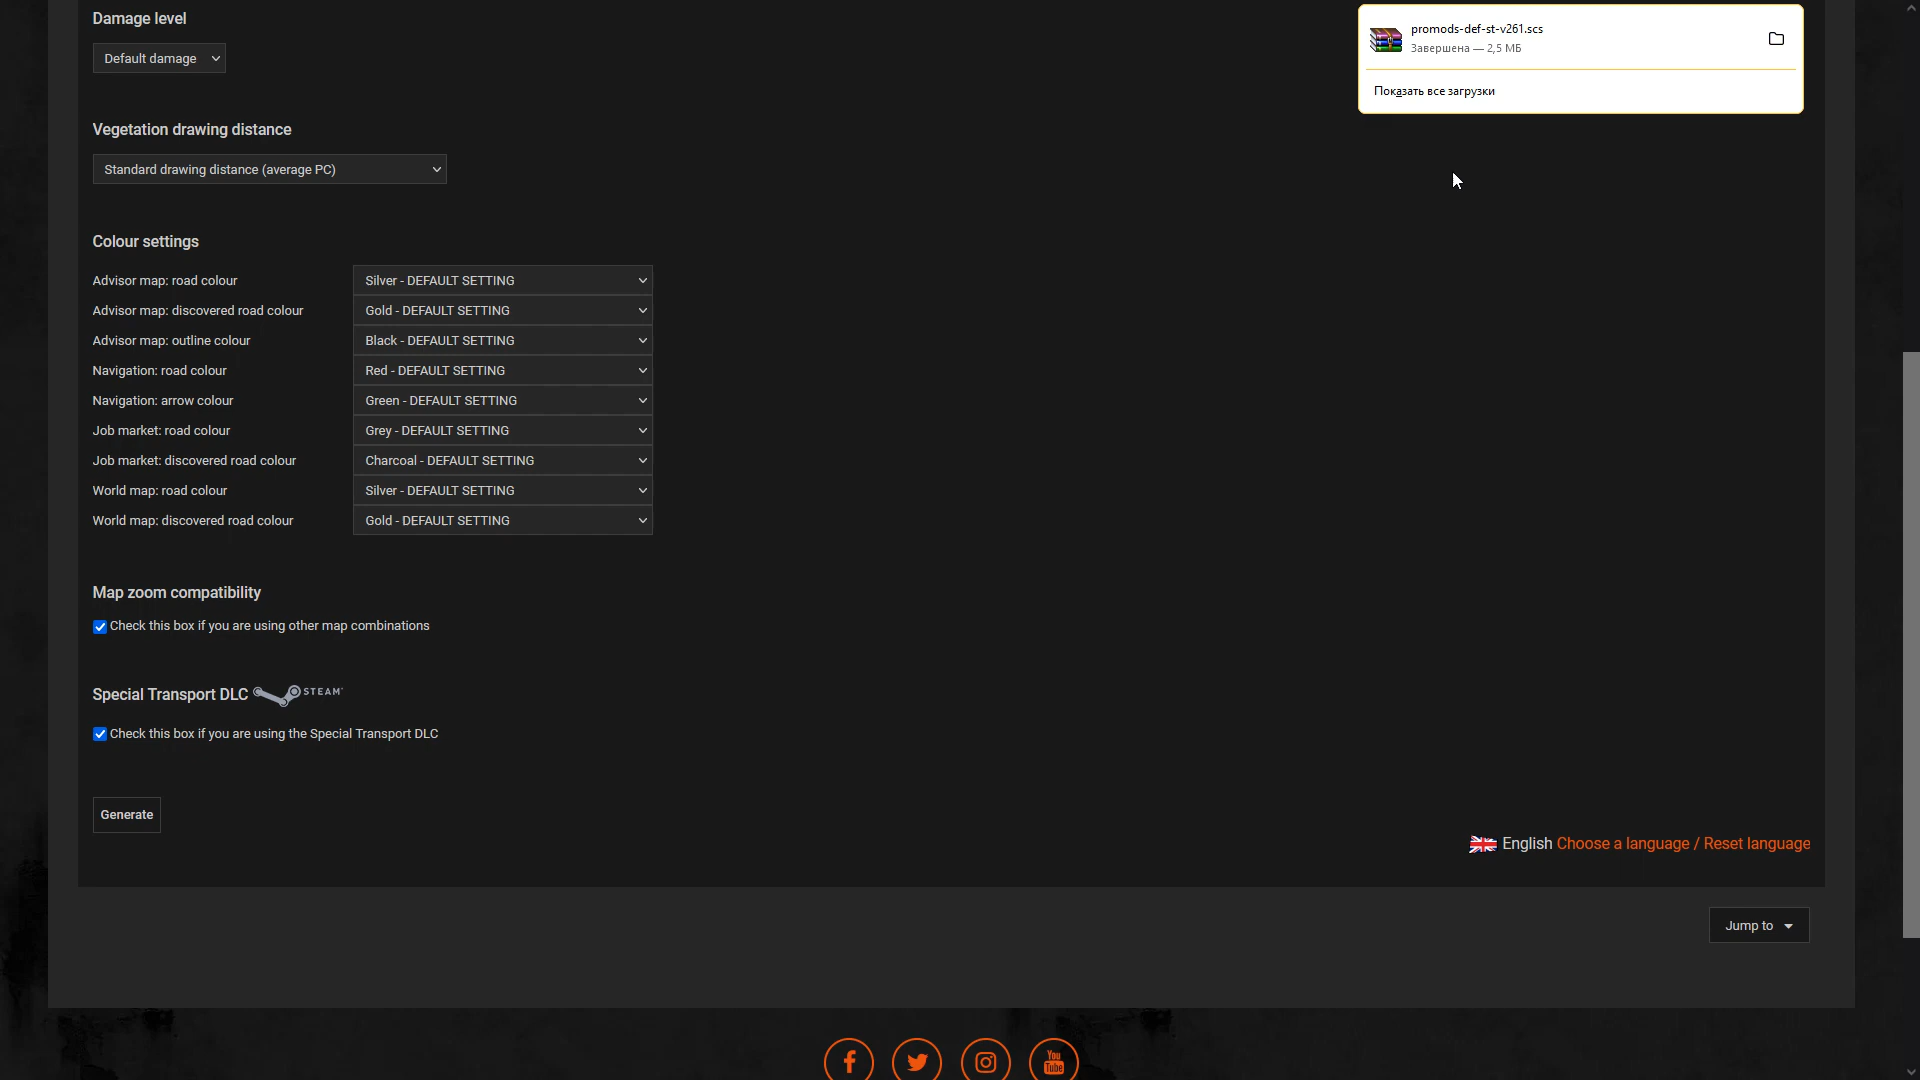 Damage level
Default damage
promods-def-st-v261.scs
Завершена — 2,5 МБ
Показать все загрузки
Vegetation drawing distance
Standard drawing distance (average PC)
Colour settings
Advisor map: road colour Silver - DEFAULT SETTING
Advisor map: discovered road colour Gold - DEFAULT SETTING
Advisor map: outline colour Black - DEFAULT SETTING
Navigation: road colour Red - DEFAULT SETTING
Navigation: arrow colour Green - DEFAULT SETTING
Job market: road colour Grey - DEFAULT SETTING
Job market: discovered road colour Charcoal - DEFAULT SETTING
World map: road colour Silver - DEFAULT SETTING
World map: discovered road colour Gold - DEFAULT SETTING
Map zoom compatibility
Check this box if you are using other map combinations
Special Transport DLC STEAM
Check this box if you are using the Special Transport DLC
Generate
English Choose a language / Reset language
Jump to
You Tube